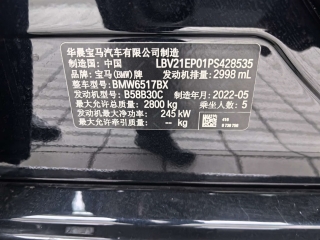 华晨宝马汽车有限公司制造
制造国：中国 LBV21EP01PS428535
品牌：宝马(BMW)牌 发动机排量：2998 mL
整车型号：BMW6517BX
发动机型号：B58B30C 制造年月：2022-05
最大允许总质量：2800 kg 乘坐人数：5
发动机最大净功率：245 kW
最大允许牵引质量：-- kg